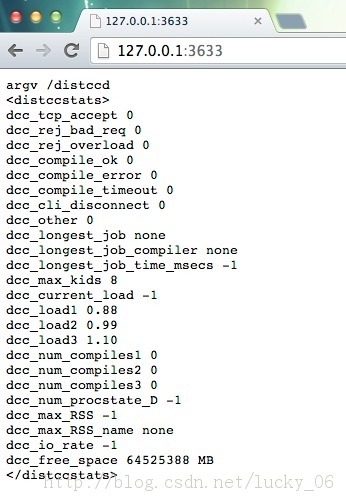 127.0.0.1:3633
127.0.0.1:3633
argv /distccd
<distccstats>
dcc_tcp_accept 0
dcc_rej_bad_req 0
dcc_rej_overload 0
dcc_compile_ok 0
dcc_compile_error 0
dcc_compile_timeout 0
dcc_cli_disconnect 0
dcc_other 0
dcc_longest_job none
dcc_longest_job_compiler none
dcc_longest_job_time_msecs -1
dcc_max_kids 8
dcc_current_load -1
dcc_load1 0.88
dcc_load2 0.99
dcc_load3 1.10
dcc_num_compiles1 0
dcc_num_compiles2 0
dcc_num_compiles3 0
dcc_num_procstate_D -1
dcc_max_RSS -1
dcc_max_RSS_name none
dcc_io_rate -1
dcc_free_space 64525388 MB
</distccstats>
http://blog.csdn.net/lucky_06